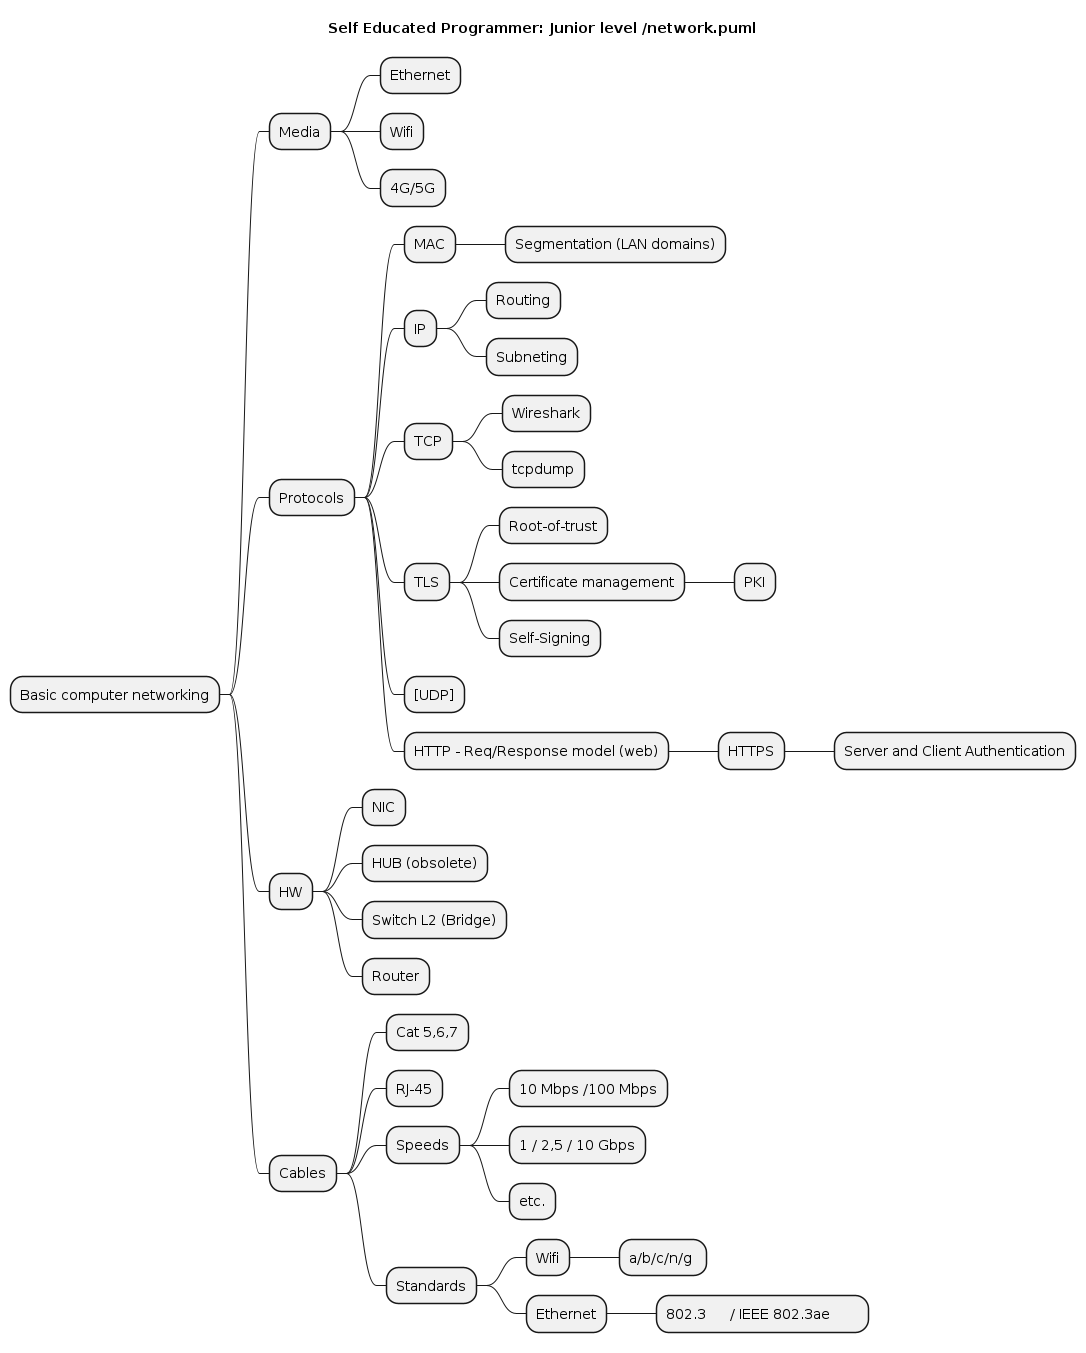 Self Educated Programmer: Junior level /network.puml
Basic computer networking
Media
Ethernet
Wifi
4G/5G
Protocols
MAC
Segmentation (LAN domains)
IP
Routing
Subneting
TCP
Wireshark
tcpdump
TLS
Root-of-trust
Certificate management
PKI
Self-Signing
[UDP]
HTTP - Req/Response model (web)
HTTPS
Server and Client Authentication
HW
NIC
HUB (obsolete)
Switch L2 (Bridge)
Router
Cables
Cat 5,6,7
RJ-45
Speeds
10 Mbps /100 Mbps
1 / 2,5 / 10 Gbps
etc.
Standards
Wifi
a/b/c/n/g
Ethernet
802.3 / IEEE 802.3ae